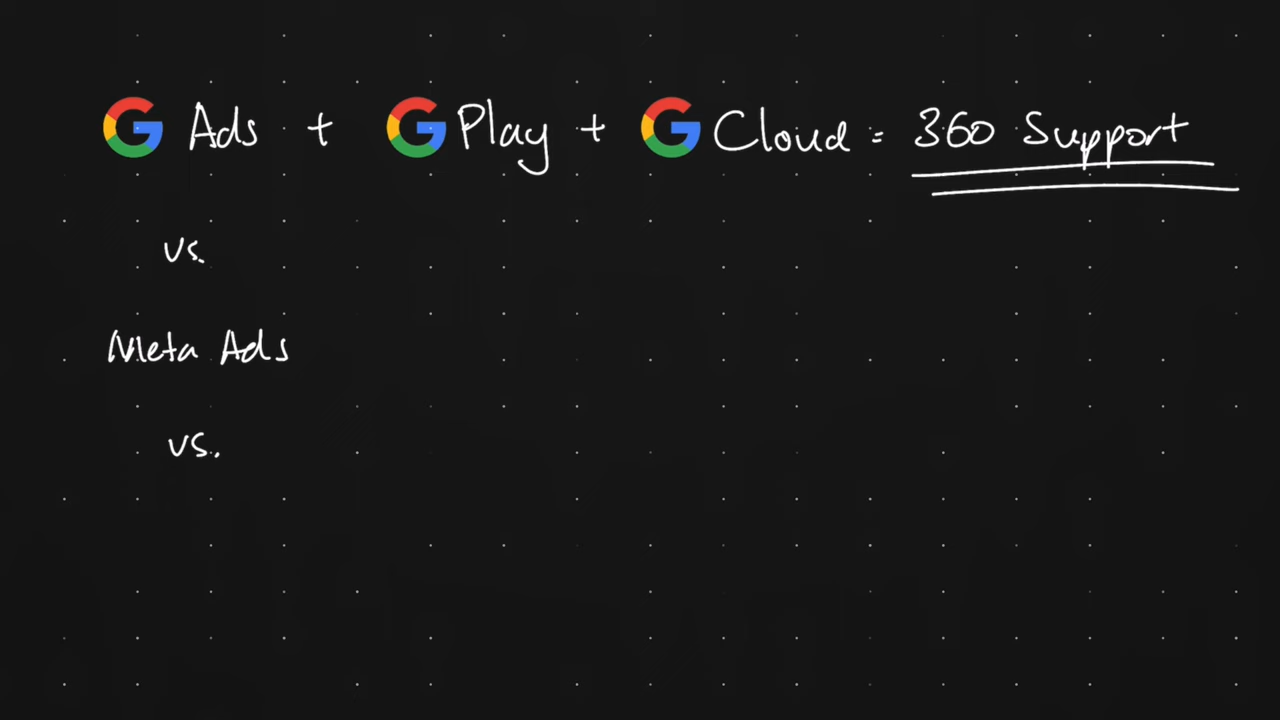 G Ads + G Play + G Cloud = 360 Support
vs.
Meta Ads
vs.